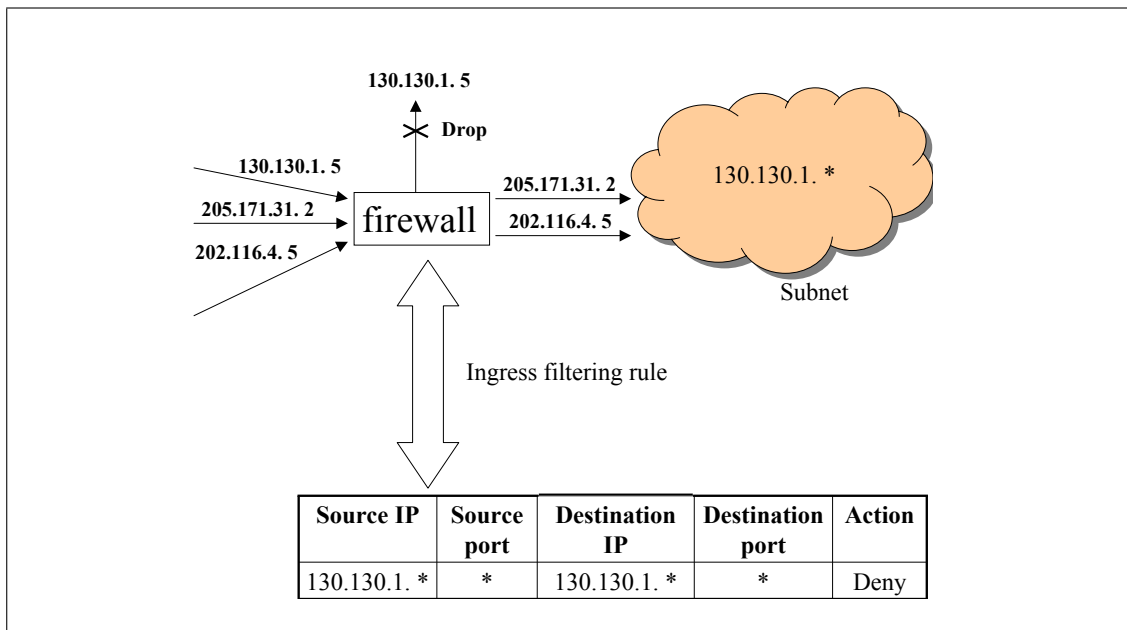 130.130.1. 5
Drop
130.130.1. 5
205.171.31. 2
202.116.4. 5
firewall
205.171.31. 2
202.116.4. 5
130.130.1. *
Subnet
Ingress filtering rule
Source IP Source port Destination IP Destination port Action
130.130.1. * * 130.130.1. * * Deny